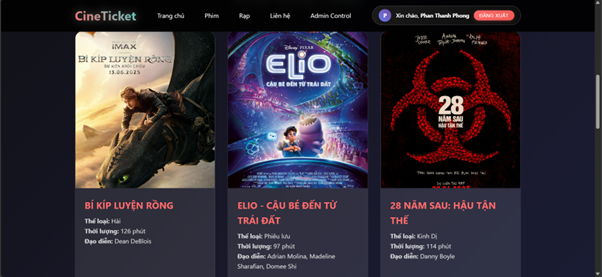 CineTicket
Trang chủ Phim Rạp Liên hệ Admin Control
P Xin chào, Phan Thanh Phong ĐĂNG XUẤT
IMAX
BÍ KÍP LUYỆN RỒNG
13.06.2025
Disney PIXAR
ELIO
CẬU BÉ ĐẾN TỪ TRÁI ĐẤT
28
NĂM SAU
HẬU TẬN THẾ
BÍ KÍP LUYỆN RỒNG
Thể loại: Hài
Thời lượng: 126 phút
Đạo diễn: Dean DeBlois
ELIO - CẬU BÉ ĐẾN TỪ
TRÁI ĐẤT
Thể loại: Phiêu lưu
Thời lượng: 97 phút
Đạo diễn: Adrian Molina, Madeline
Sharafian, Domee Shi
28 NĂM SAU: HẬU TẬN
THẾ
Thể loại: Kinh Dị
Thời lượng: 114 phút
Đạo diễn: Danny Boyle